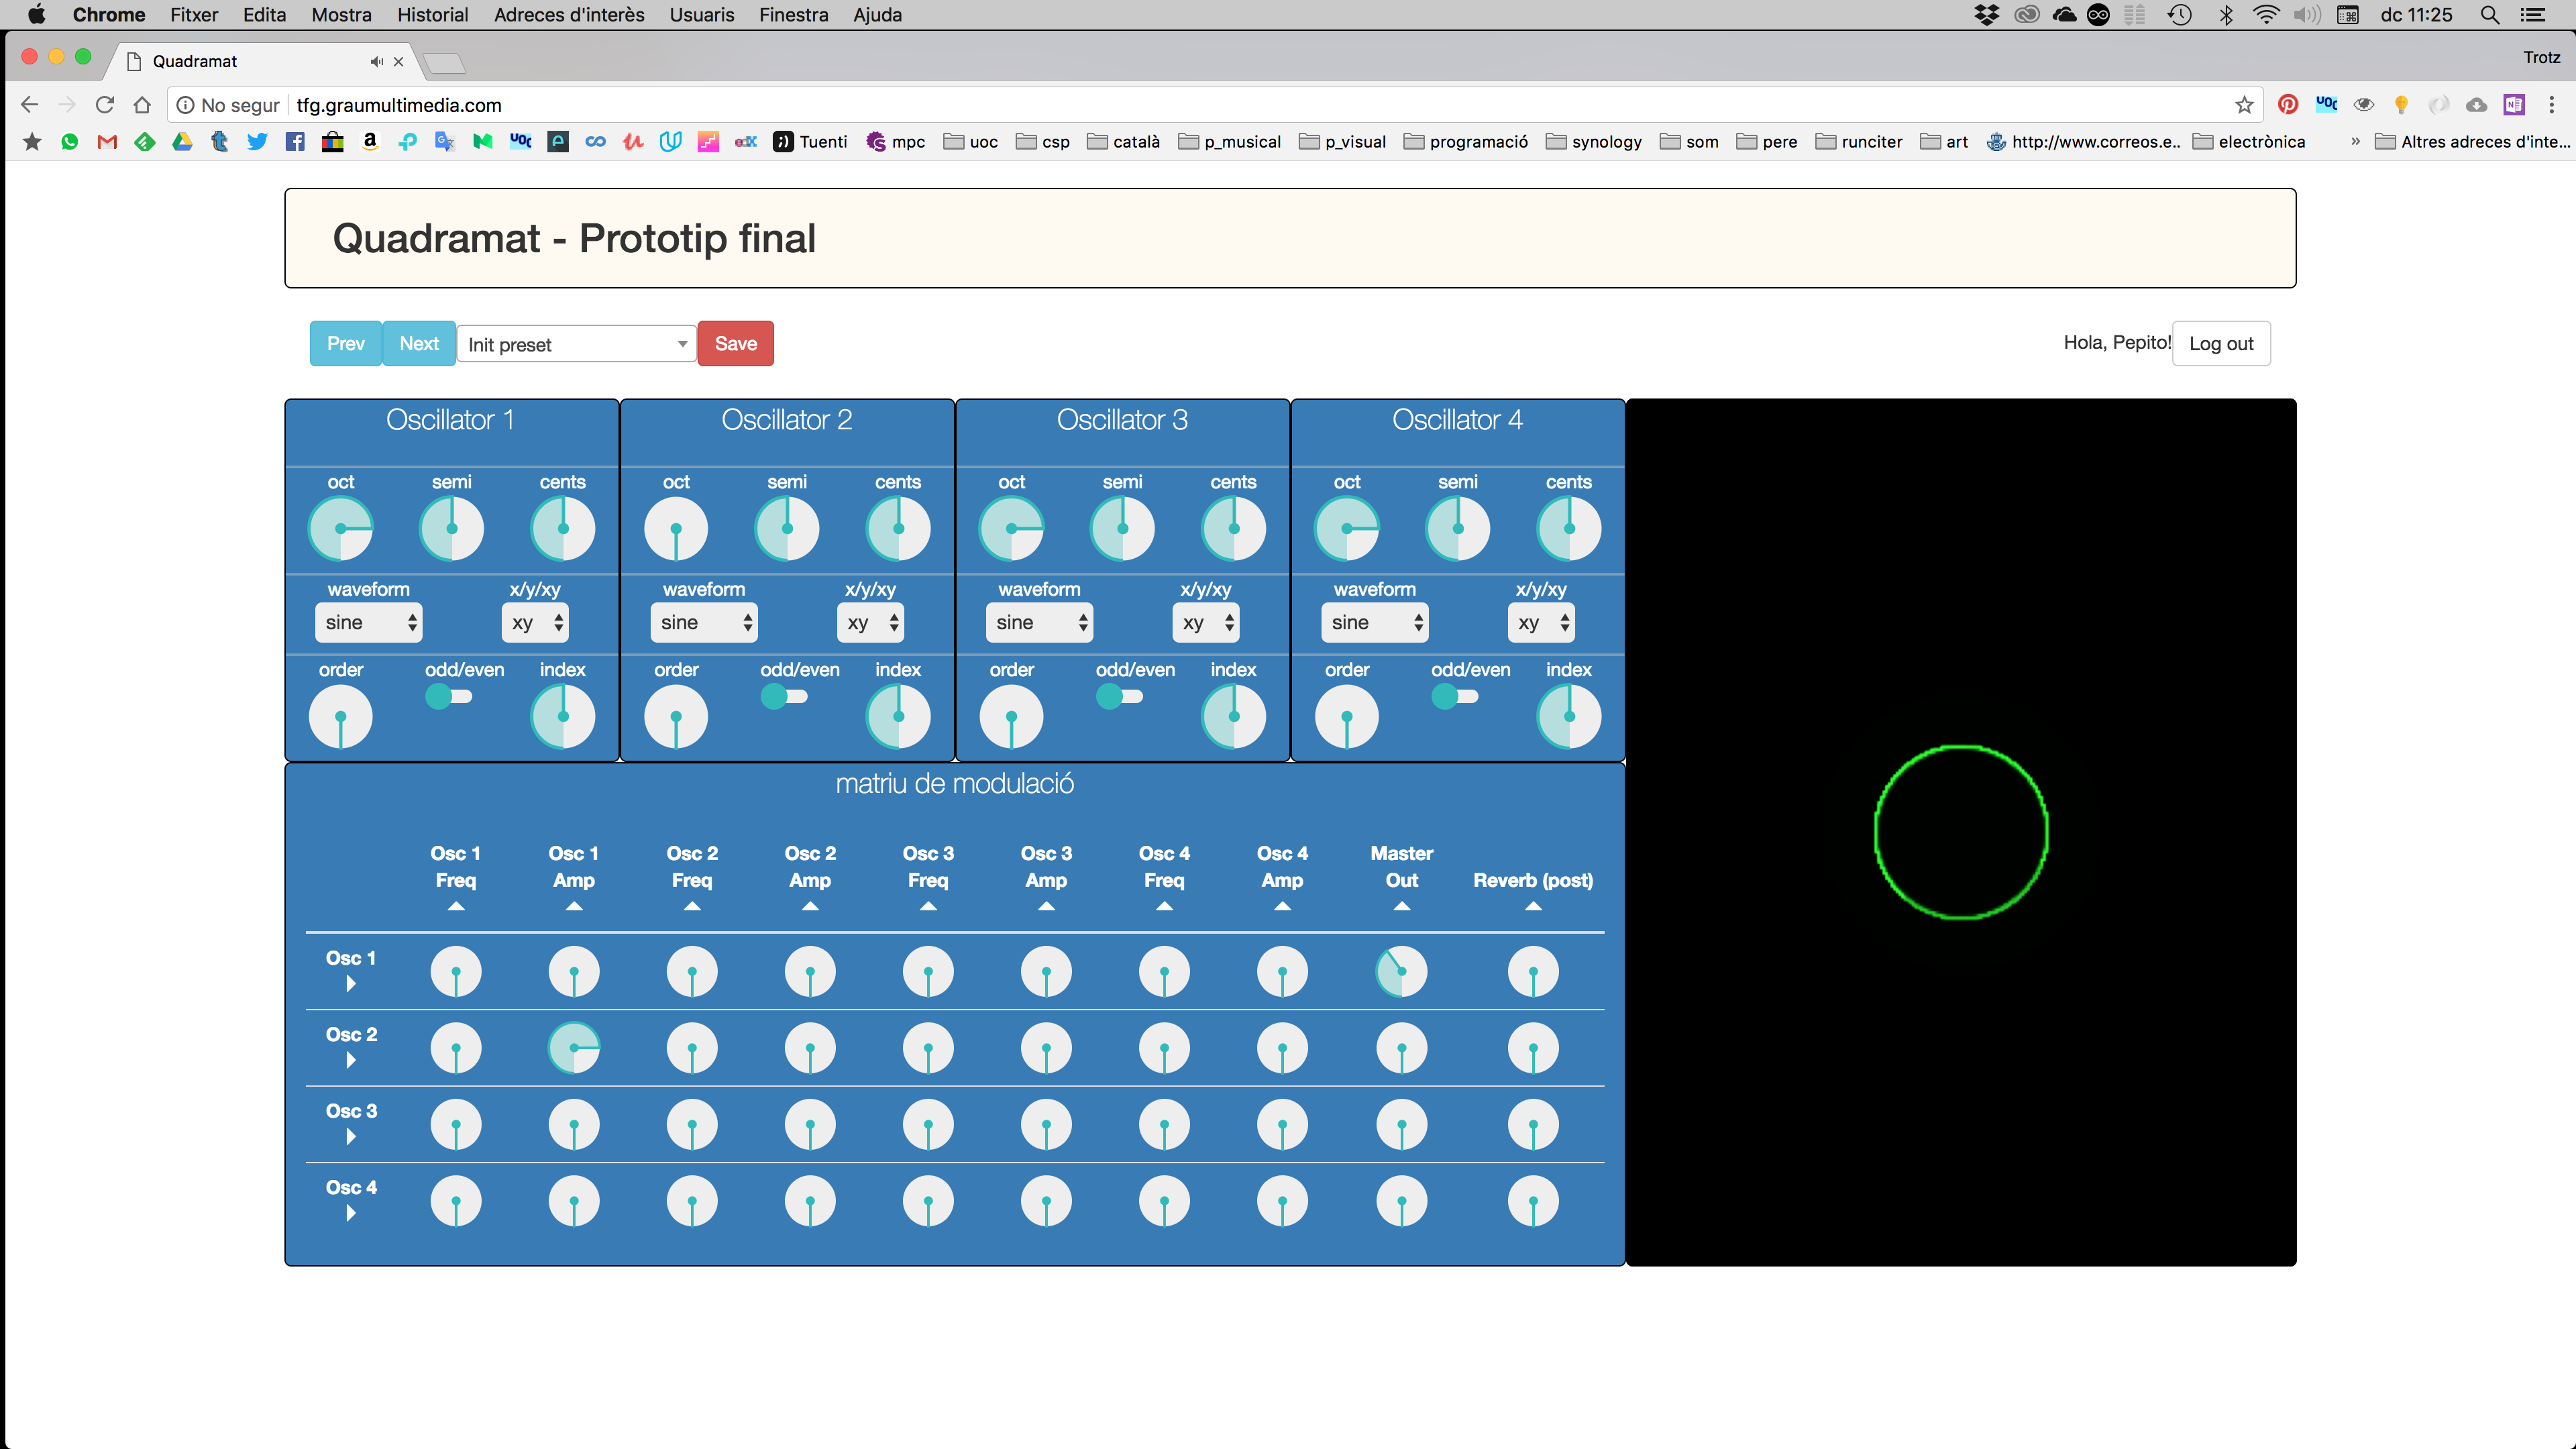 Chrome Fitxer Edita Mostra Historial Adreces d'interès Usuaris Finestra Ajuda dc 11:25
Quadramat Trotz
No segur tfg.graumultimedia.com
Tuenti mpc uoc csp català p_musical p_visual programació synology som pere runciter art http://www.correos.e.. electrònica » Altres adreces d'inte...
Quadramat - Prototip final
Prev Next Init preset Save Hola, Pepito! Log out
Oscillator 1 Oscillator 2 Oscillator 3 Oscillator 4
oct semi cents oct semi cents oct semi cents oct semi cents
waveform x/y/xy waveform x/y/xy waveform x/y/xy waveform x/y/xy
sine xy sine xy sine xy sine xy
order odd/even index order odd/even index order odd/even index order odd/even index
matriu de modulació
Osc 1 Osc 1 Osc 2 Osc 2 Osc 3 Osc 3 Osc 4 Osc 4 Master
Freq Amp Freq Amp Freq Amp Freq Amp Out Reverb (post)
Osc 1
Osc 2
Osc 3
Osc 4